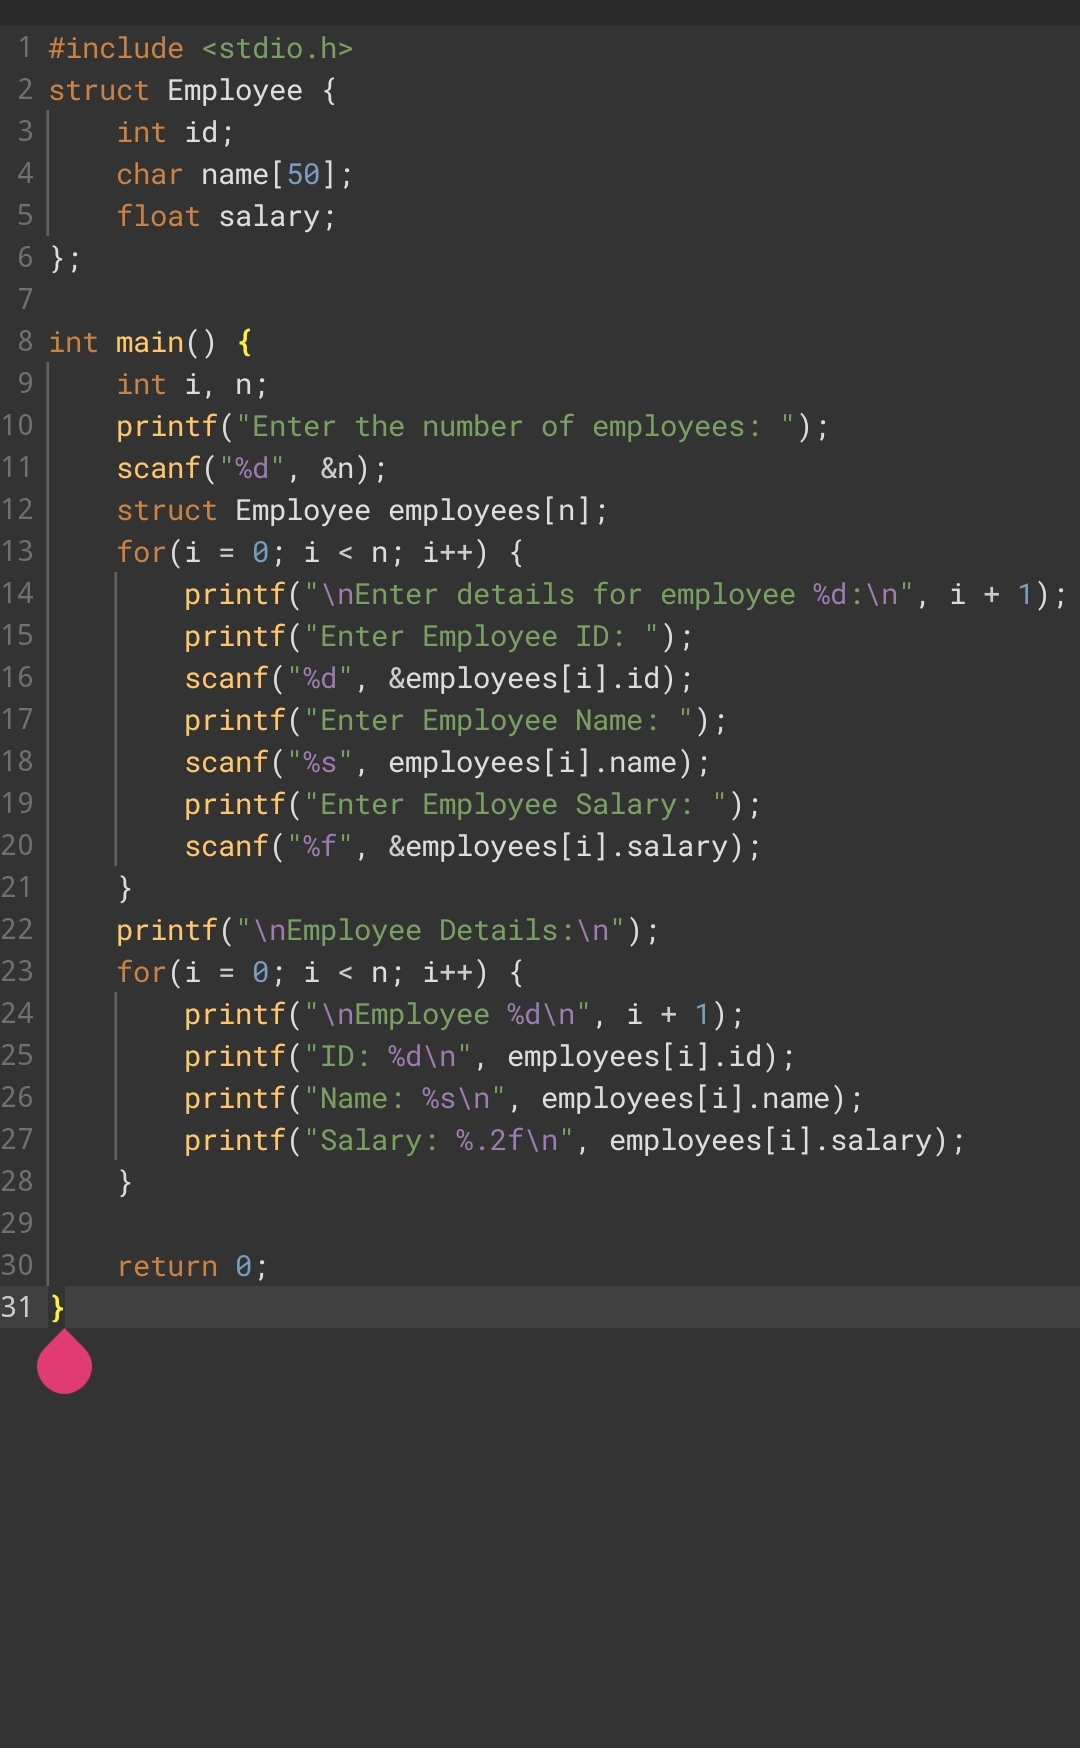 1 #include <stdio.h>
2 struct Employee {
3     int id;
4     char name[50];
5     float salary;
6 };
7
8 int main() {
9     int i, n;
10     printf("Enter the number of employees: ");
11     scanf("%d", &n);
12     struct Employee employees[n];
13     for(i = 0; i < n; i++) {
14         printf("\nEnter details for employee %d:\n", i + 1);
15         printf("Enter Employee ID: ");
16         scanf("%d", &employees[i].id);
17         printf("Enter Employee Name: ");
18         scanf("%s", employees[i].name);
19         printf("Enter Employee Salary: ");
20         scanf("%f", &employees[i].salary);
21     }
22     printf("\nEmployee Details:\n");
23     for(i = 0; i < n; i++) {
24         printf("\nEmployee %d\n", i + 1);
25         printf("ID: %d\n", employees[i].id);
26         printf("Name: %s\n", employees[i].name);
27         printf("Salary: %.2f\n", employees[i].salary);
28     }
29
30     return 0;
31 }